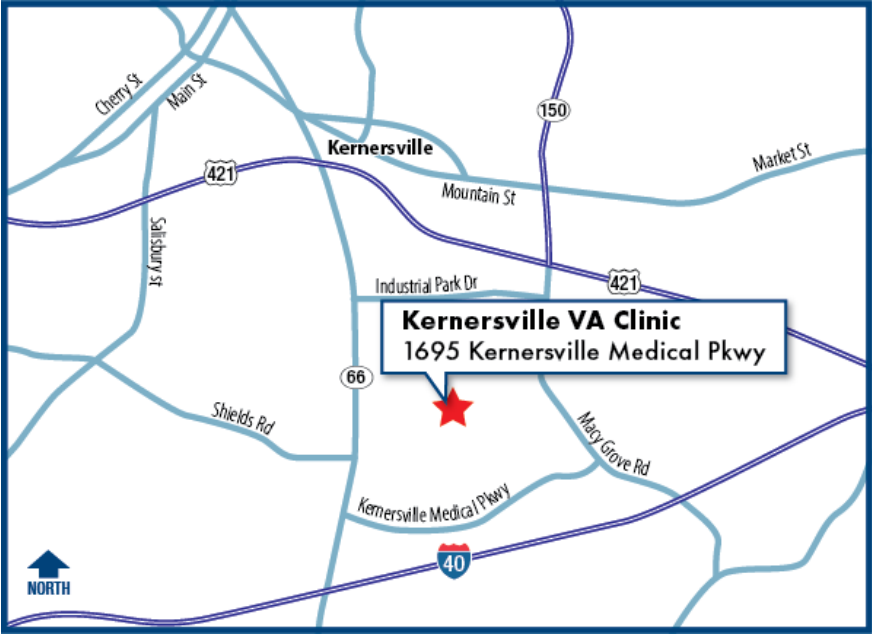 Cherry St
Main St
150
Kernersville
Market St
421
Mountain St
Salisbury st
Industrial Park Dr
421
Kernersville VA Clinic
1695 Kernersville Medical Pkwy
66
Shields Rd
Macy Grove Rd
Kernersville Medical Pkwy
40
NORTH